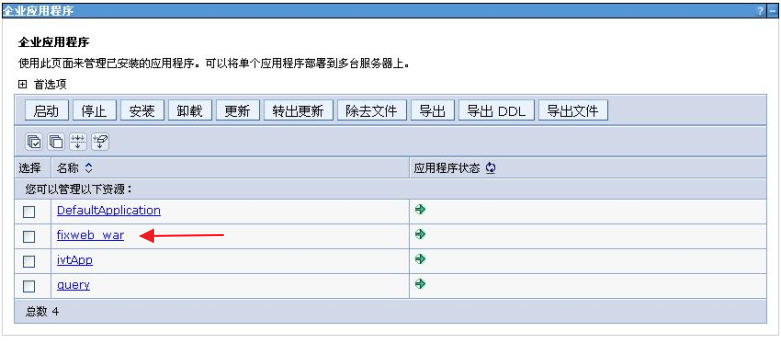 企业应用程序 ? -
企业应用程序
使用此页面来管理已安装的应用程序。可以将单个应用程序部署到多台服务器上。
首选项
启动 停止 安装 卸载 更新 转出更新 除去文件 导出 导出 DDL 导出文件
选择 名称 应用程序状态
您可以管理以下资源：
DefaultApplication
fixweb_war
ivtApp
query
总数 4